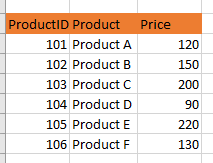 ProductID Product Price
101 Product A 120
102 Product B 150
103 Product C 200
104 Product D 90
105 Product E 220
106 Product F 130